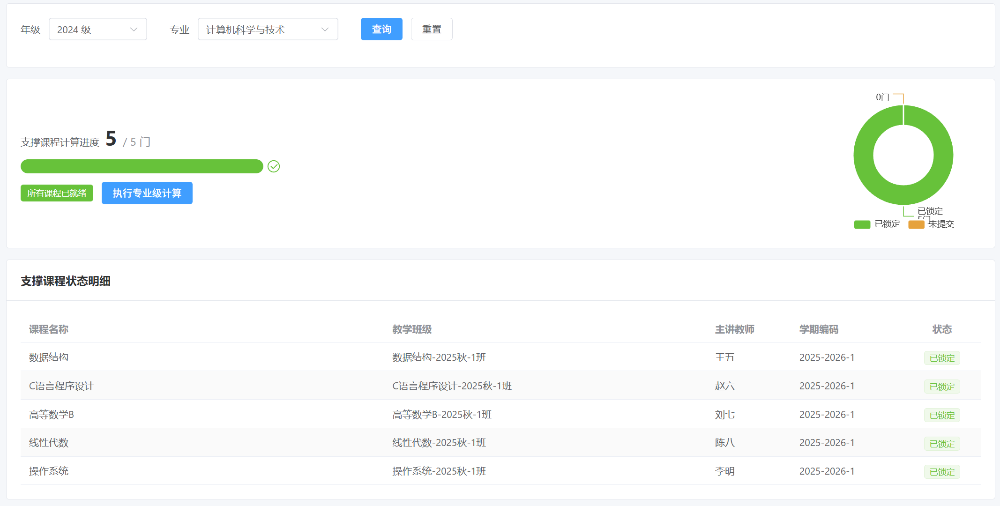 年级 2024 级 专业 计算机科学与技术 查询 重置
0门
支撑课程计算进度 5 / 5 门
所有课程已就绪 执行专业级计算
已锁定
已锁定 未提交
支撑课程状态明细
课程名称 教学班级 主讲教师 学期编码 状态
数据结构 数据结构-2025秋-1班 王五 2025-2026-1 已锁定
C语言程序设计 C语言程序设计-2025秋-1班 赵六 2025-2026-1 已锁定
高等数学B 高等数学B-2025秋-1班 刘七 2025-2026-1 已锁定
线性代数 线性代数-2025秋-1班 陈八 2025-2026-1 已锁定
操作系统 操作系统-2025秋-1班 李明 2025-2026-1 已锁定